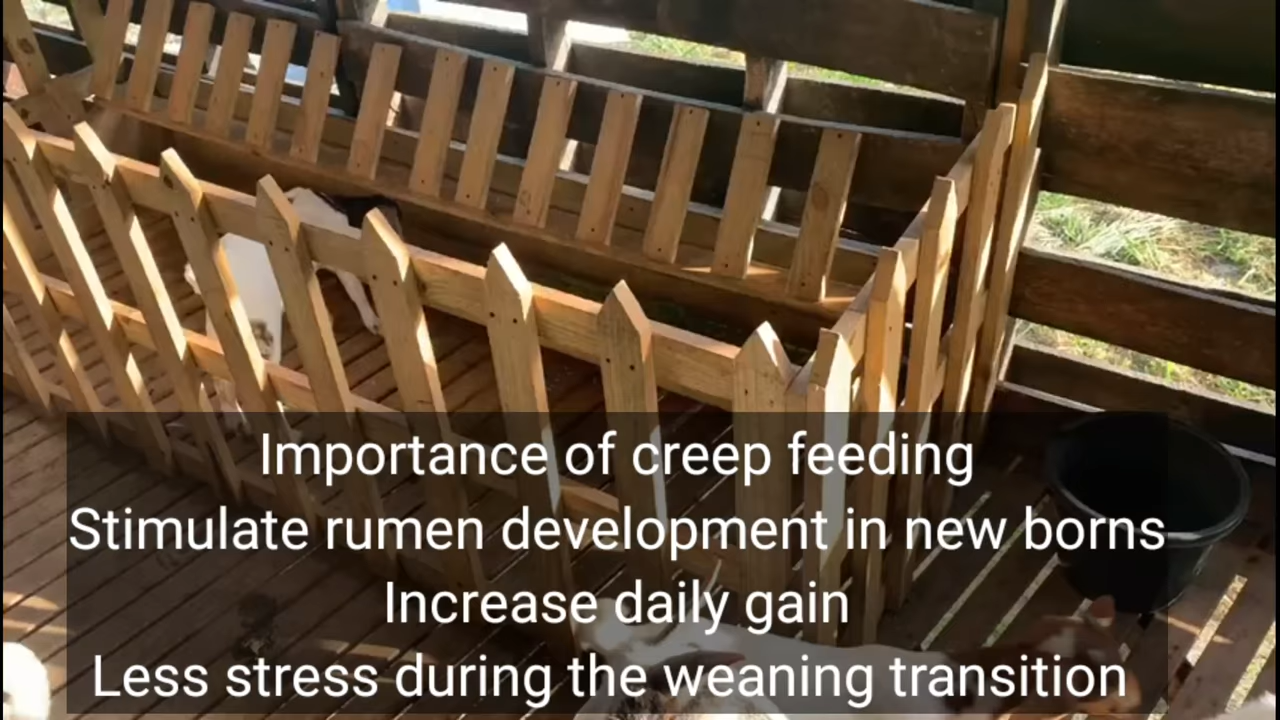 Importance of creep feeding
Stimulate rumen development in new borns
Increase daily gain
Less stress during the weaning transition